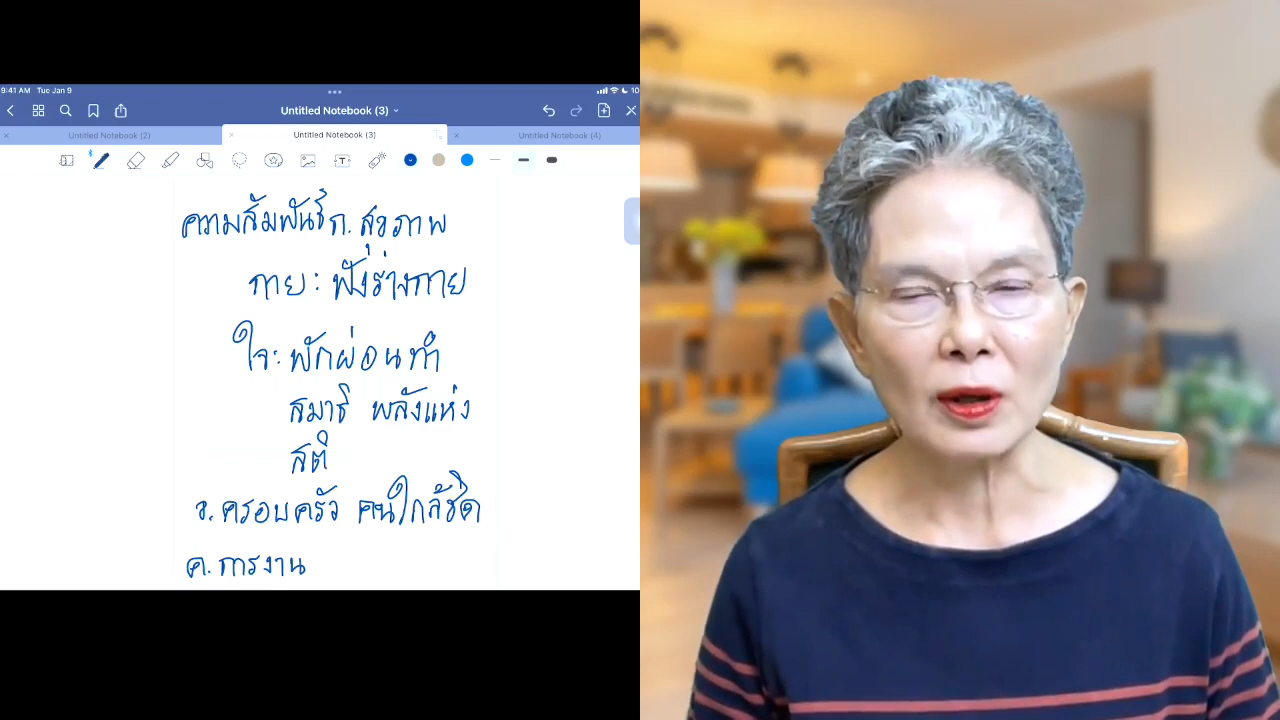 9:41 AM Tue Jan 9
10
Untitled Notebook (3)
Untitled Notebook (2)
Untitled Notebook (3)
Untitled Notebook (4)
T
ความสัมพันธ์ ก. สุขภาพ
กาย : ฟังร่างกาย
ใจ : พักผ่อน ทำ
สมาธิ พลังแห่ง
สติ
ข. ครอบครัว คนใกล้ชิด
ค. การงาน